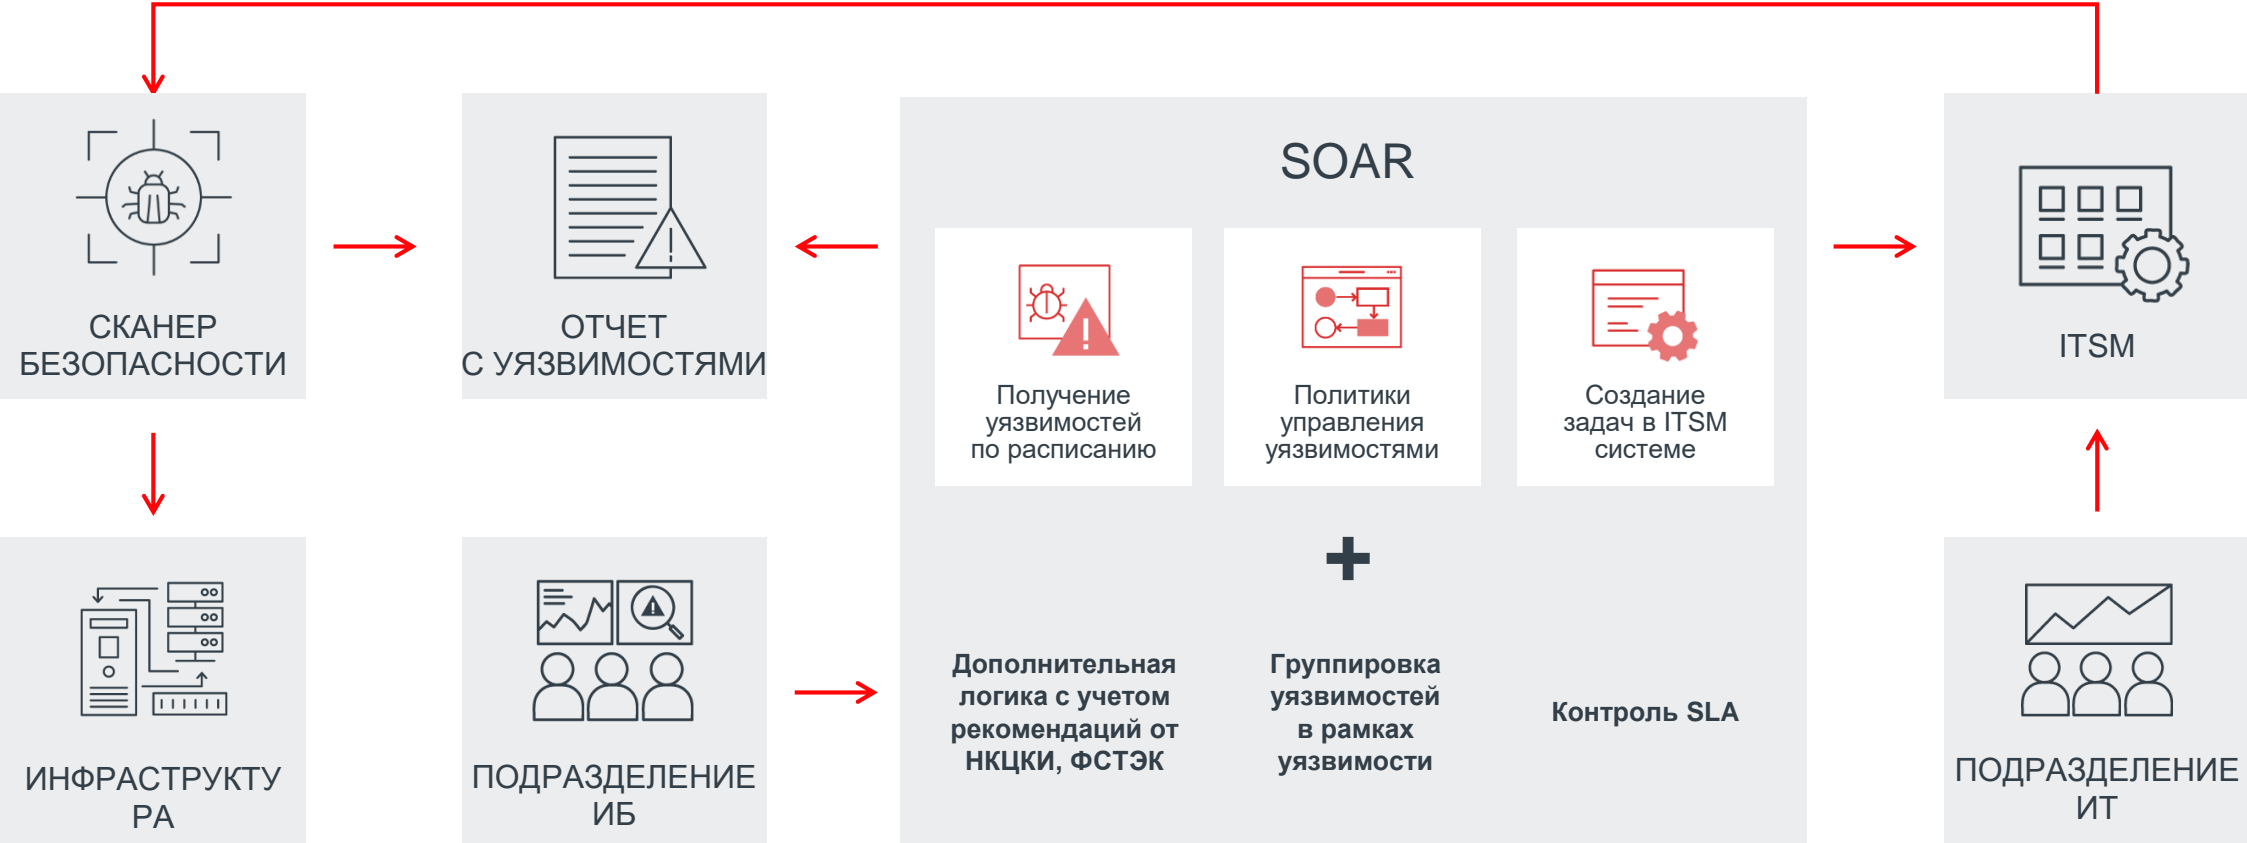 СКАНЕР
БЕЗОПАСНОСТИ
ОТЧЕТ
С УЯЗВИМОСТЯМИ
SOAR
Получение
уязвимостей
по расписанию
Политики
управления
уязвимостями
Создание
задач в ITSM
системе
ITSM
ИНФРАСТРУКТУ
РА
ПОДРАЗДЕЛЕНИЕ
ИБ
Дополнительная
логика с учетом
рекомендаций от
НКЦКИ, ФСТЭК
Группировка
уязвимостей
в рамках
уязвимости
Контроль SLA
ПОДРАЗДЕЛЕНИЕ
ИТ